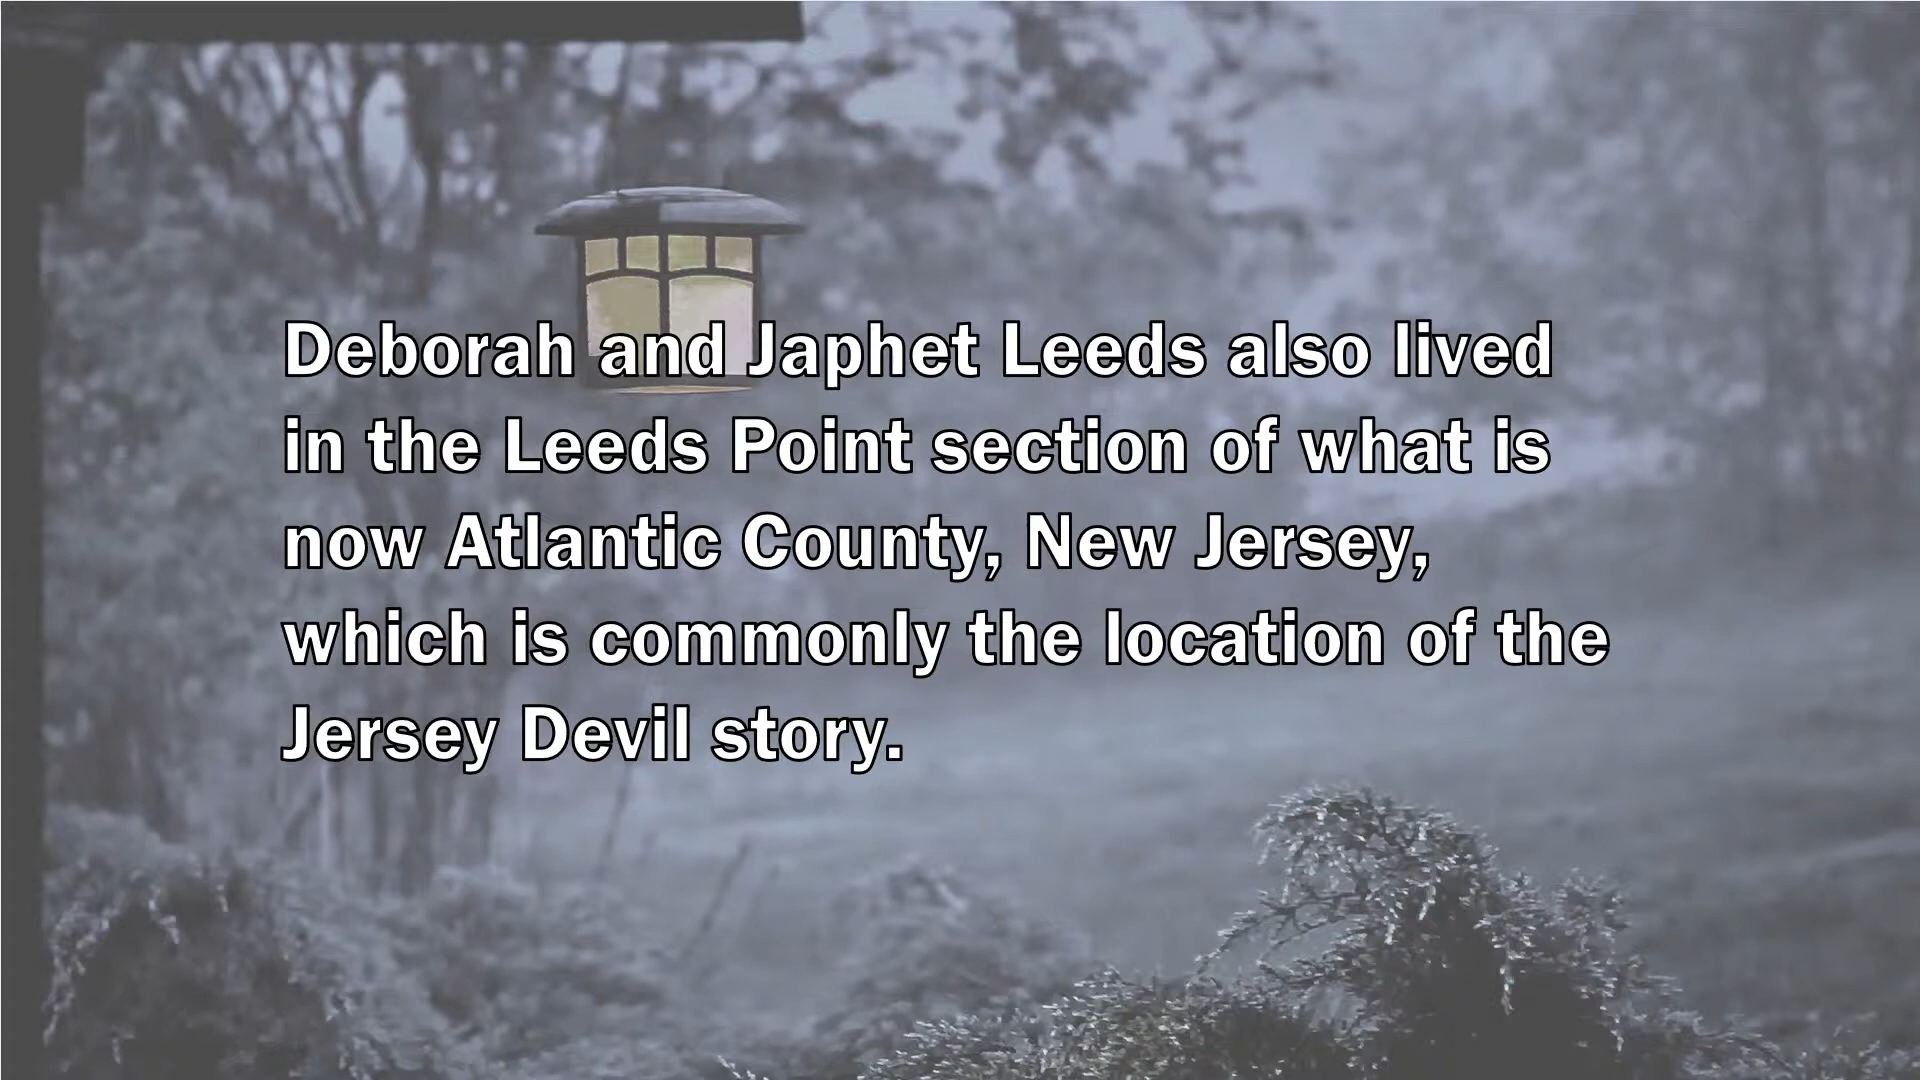 Deborah and Japhet Leeds also lived
in the Leeds Point section of what is
now Atlantic County, New Jersey,
which is commonly the location of the
Jersey Devil story.